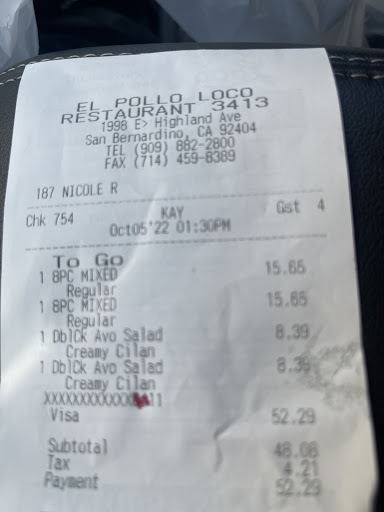 EL POLLO LOCO
RESTAURANT 3413
1998 E> Highland Ave
San Bernardino, CA 92404
TEL (909) 882-2800
FAX (714) 459-8389
187 NICOLE R
Chk 754 KAY Gst 4
Oct05'22 01:30PM
To Go
1 8PC MIXED 15.65
Regular
1 8PC MIXED 15.65
Regular
1 DblCk Avo Salad 8.39
Creamy Cilan
1 DblCk Avo Salad 8.39
Creamy Cilan
Visa 52.29
Subtotal 48.08
Tax 4.21
Payment 52.29